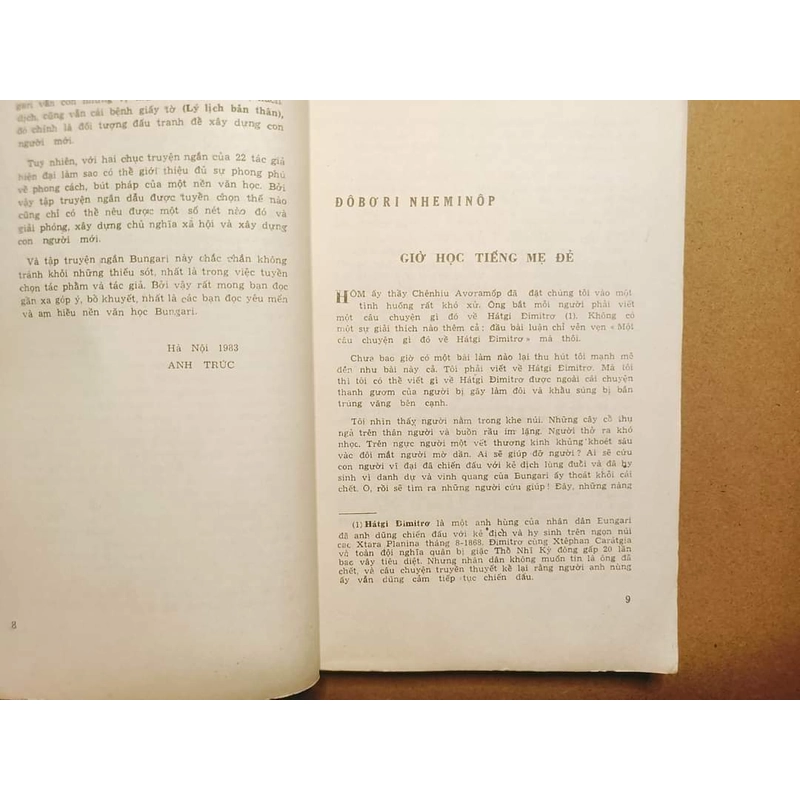 gari vẫn con
dịch cũng vẫn cái bệnh giấy tờ (Lý lịch bản thân),
đó chính là đối tượng đấu tranh để xây dựng con
người mới.
Tuy nhiên, với hai chục truyện ngắn của 22 tác giả
hiện đại làm sao có thể giới thiệu đủ sự phong phú
về phong cách, bút pháp của một nền văn học. Bởi
vậy tập truyện ngắn dầu được tuyển chọn thế nào
cũng chỉ có thể nêu được một số nét nào đó và
giải phóng, xây dựng chủ nghĩa xã hội và xây dựng
con người mới.
Và tập truyện ngắn Bungari này chắc chắn không
tránh khỏi những thiếu sót, nhất là trong việc tuyển
chọn tác phẩm và tác giả. Bởi vậy rất mong bạn đọc
gần xa góp ý, bổ khuyết, nhất là các bạn đọc yêu mến
và am hiểu nền văn học Bungari.
Hà Nội 1983
ANH TRÚC
8
ĐÔBƠRI NHEMINÔP
GIỜ HỌC TIẾNG MẸ ĐẺ
HÔM ấy thầy Chênhiu Avơramốp đã đặt chúng tôi vào một
tình huống rất khó xử. Ông bắt mỗi người phải viết
một câu chuyện gì đó về Hátgi Đimitrơ (1). Không có
một sự giải thích nào thêm cả; đầu bài luận chỉ vẻn vẹn «Một
câu chuyện gì đó về Hátgi Đimitrơ» mà thôi.
Chưa bao giờ có một bài làm nào lại thu hút tôi mạnh mẽ
đến như bài này cả. Tôi phải viết về Hátgi Đimitrơ. Mà tôi
thì tôi có thể viết gì về Hátgi Đimitrơ được ngoài cái chuyện
thanh gươm của người bị gãy làm đôi và khẩu súng bị bắn
trúng văng bên cạnh.
Tôi nhìn thấy người nằm trong khe núi. Những cây cổ thụ
ngả trên thân người và buồn rầu im lặng. Người thở ra khó
nhọc. Trên ngực người một vết thương kinh khủng khoét sâu
vào đôi mắt người mờ dần. Ai sẽ giúp đỡ người? Ai sẽ cứu
con người vĩ đại đã chiến đấu với kẻ địch lùng đuổi và đã hy
sinh vì danh dự và vinh quang của Bungari ấy thoát khỏi cái
chết. Ồ, rồi sẽ tìm ra những người cứu giúp! Đây, những nàng
(1) Hátgi Đimitrơ là một anh hùng của nhân dân Bungari
đã anh dũng chiến đấu với kẻ địch và hy sinh trên ngọn núi
cao Xtara Planina tháng 8-1868. Đimitrơ cùng Xtêphan Caratgia
và toàn đội nghĩa quân bị giặc Thổ Nhĩ Kỳ đông gấp 20 lần
bao vây tiêu diệt. Nhưng nhân dân không muốn tin là ông đã
chết, và câu chuyện truyền thuyết kể lại rằng người anh hùng
ấy vẫn dũng cảm tiếp tục chiến đấu.
9